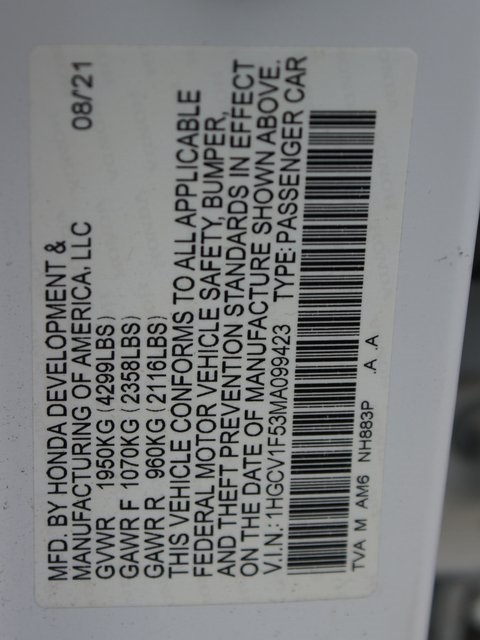 MFD. BY HONDA DEVELOPMENT & 08/21
MANUFACTURING OF AMERICA, LLC
GVWR 1950KG (4299LBS)
GAWR F 1070KG (2358LBS)
GAWR R 960KG (2116LBS)
THIS VEHICLE CONFORMS TO ALL APPLICABLE
FEDERAL MOTOR VEHICLE SAFETY, BUMPER,
AND THEFT PREVENTION STANDARDS IN EFFECT
ON THE DATE OF MANUFACTURE SHOWN ABOVE.
V.I.N.: 1HGCV1F53MA099423 TYPE: PASSENGER CAR
TVA M AM6 NH883P .A .A